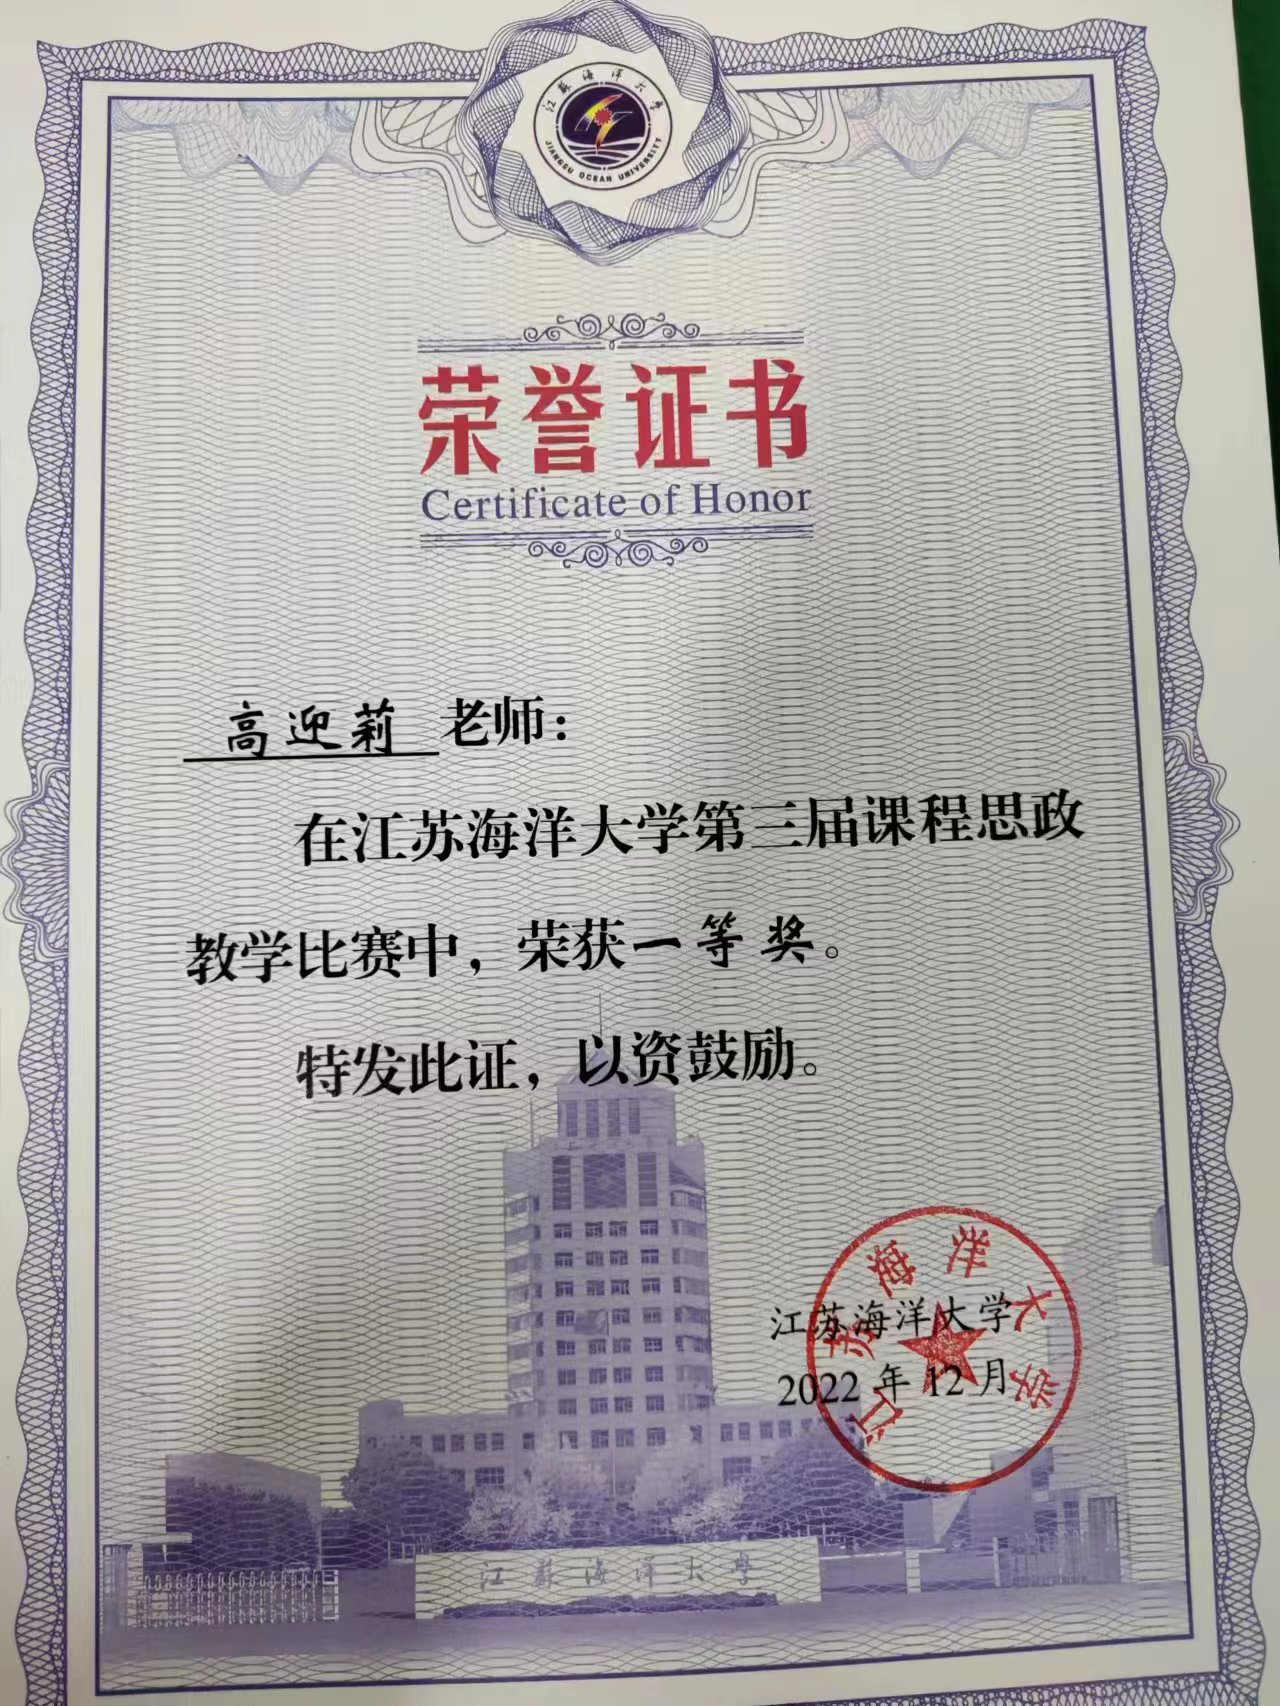 江蘇海洋大學
JIANGSU OCEAN UNIVERSITY
荣誉证书
Certificate of Honor
高迎莉 老师：
在江苏海洋大学第三届课程思政
教学比赛中，荣获一等奖。
特发此证，以资鼓励。
江苏海洋大学
2022 年 12 月
江苏海洋大学
江蘇海洋大學